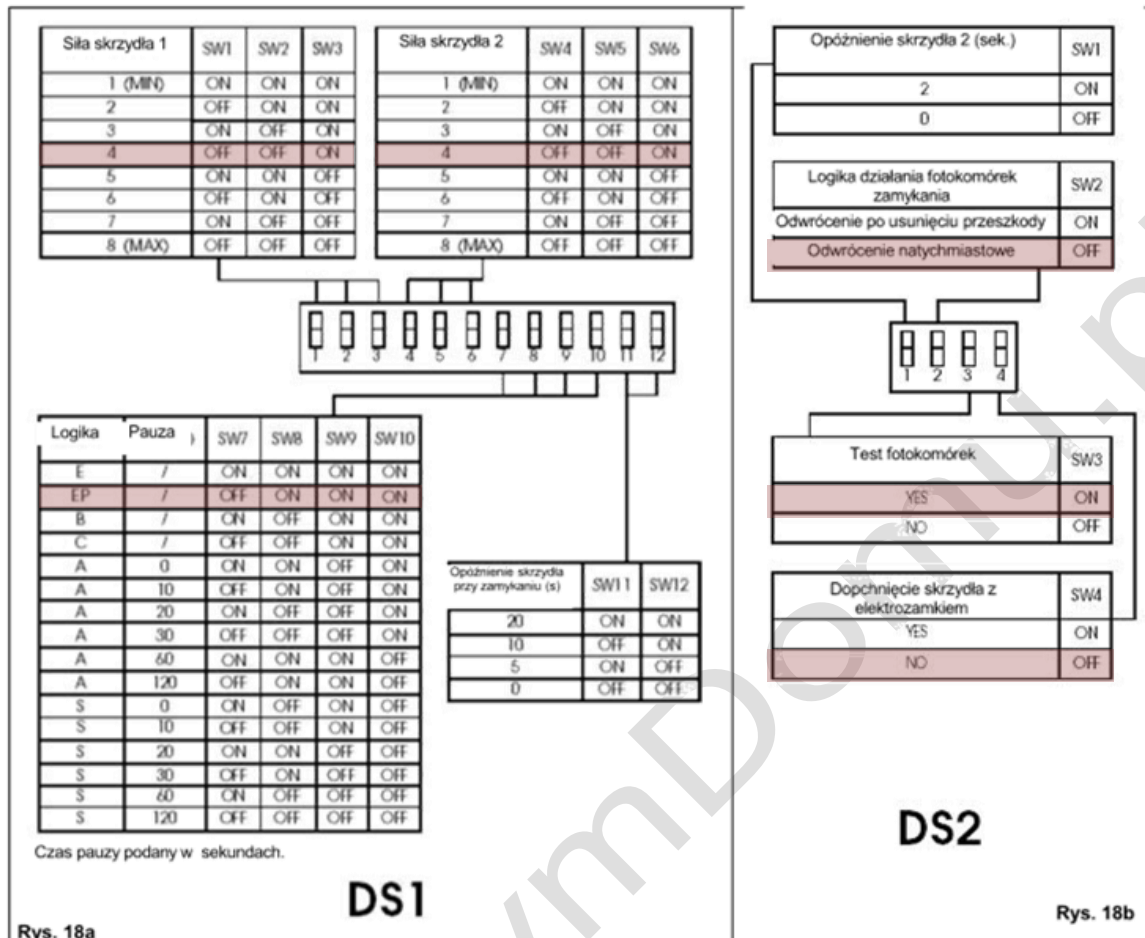 Siła skrzydła 1 SW1 SW2 SW3
1 (MIN) ON ON ON
2 OFF ON ON
3 ON OFF ON
4 OFF OFF ON
5 ON ON OFF
6 OFF ON OFF
7 ON OFF OFF
8 (MAX) OFF OFF OFF
Siła skrzydła 2 SW4 SW5 SW6
1 (MIN) ON ON ON
2 OFF ON ON
3 ON OFF ON
4 OFF OFF ON
5 ON ON OFF
6 OFF ON OFF
7 ON OFF OFF
8 (MAX) OFF OFF OFF
1 2 3 4 5 6 7 8 9 10 11 12
Logika Pauza ) SW7 SW8 SW9 SW10
E / ON ON ON ON
EP / OFF ON ON ON
B / ON OFF ON ON
C / OFF OFF ON ON
A 0 ON ON OFF ON
A 10 OFF ON OFF ON
A 20 ON OFF OFF ON
A 30 OFF OFF OFF ON
A 60 ON ON ON OFF
A 120 OFF ON ON OFF
S 0 ON OFF ON OFF
S 10 OFF OFF ON OFF
S 20 ON ON OFF OFF
S 30 OFF ON OFF OFF
S 60 ON OFF OFF OFF
S 120 OFF OFF OFF OFF
Czas pauzy podany w sekundach.
Opóźnienie skrzydła
przy zamykaniu (s) SW11 SW12
20 ON ON
10 OFF ON
5 ON OFF
0 OFF OFF
DS1
Rys. 18a
Opóźnienie skrzydła 2 (sek.) SW1
2 ON
0 OFF
Logika działania fotokomórek
zamykania SW2
Odwrócenie po usunięciu przeszkody ON
Odwrócenie natychmiastowe OFF
1 2 3 4
Test fotokomórek SW3
YES ON
NO OFF
Dopchnięcie skrzydła z
elektrozamkiem SW4
YES ON
NO OFF
DS2
Rys. 18b